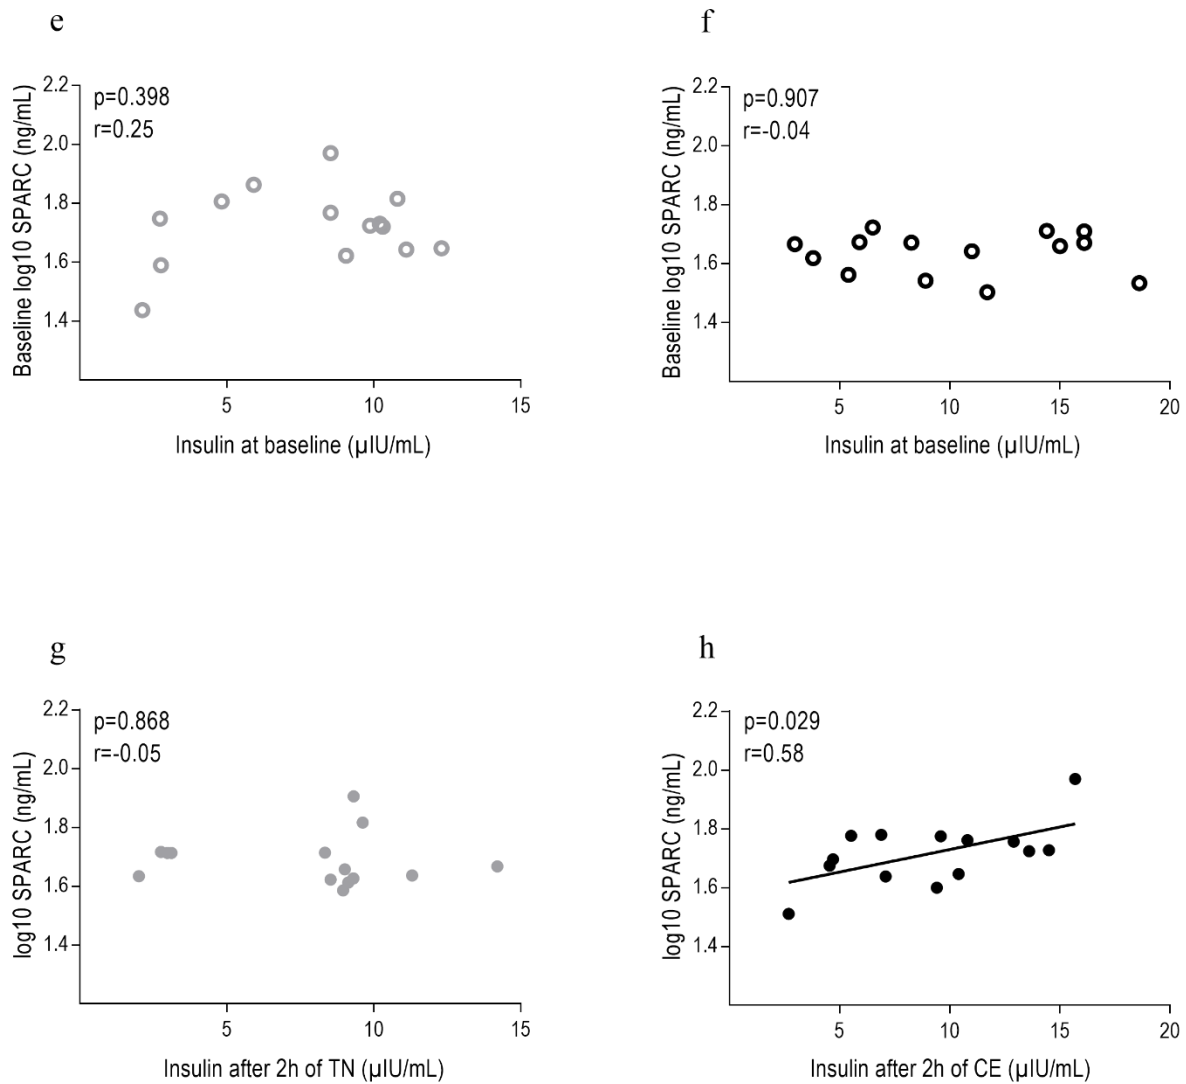 e
p=0.398
r=0.25
Baseline log10 SPARC (ng/mL)
2.2
2.0
1.8
1.6
1.4
5
10
15
Insulin at baseline (µIU/mL)
f
p=0.907
r=-0.04
Baseline log10 SPARC (ng/mL)
2.2
2.0
1.8
1.6
1.4
5
10
15
20
Insulin at baseline (µIU/mL)
g
p=0.868
r=-0.05
log10 SPARC (ng/mL)
2.2
2.0
1.8
1.6
1.4
5
10
15
Insulin after 2h of TN (µIU/mL)
h
p=0.029
r=0.58
log10 SPARC (ng/mL)
2.2
2.0
1.8
1.6
1.4
5
10
15
20
Insulin after 2h of CE (µIU/mL)